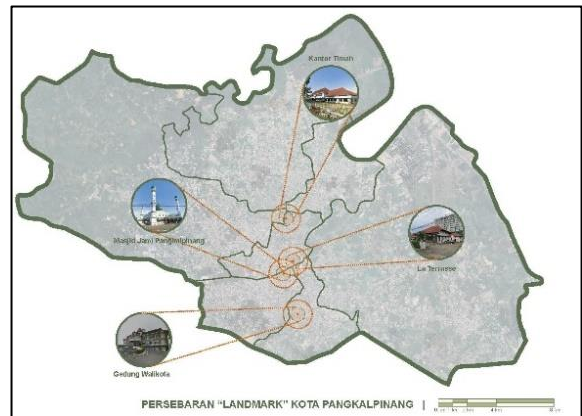 Kantor Timah
Masjid Jami Pangkalpinang
La Terrasse
Gedung Walikota
PERSEBARAN "LANDMARK" KOTA PANGKALPINANG |